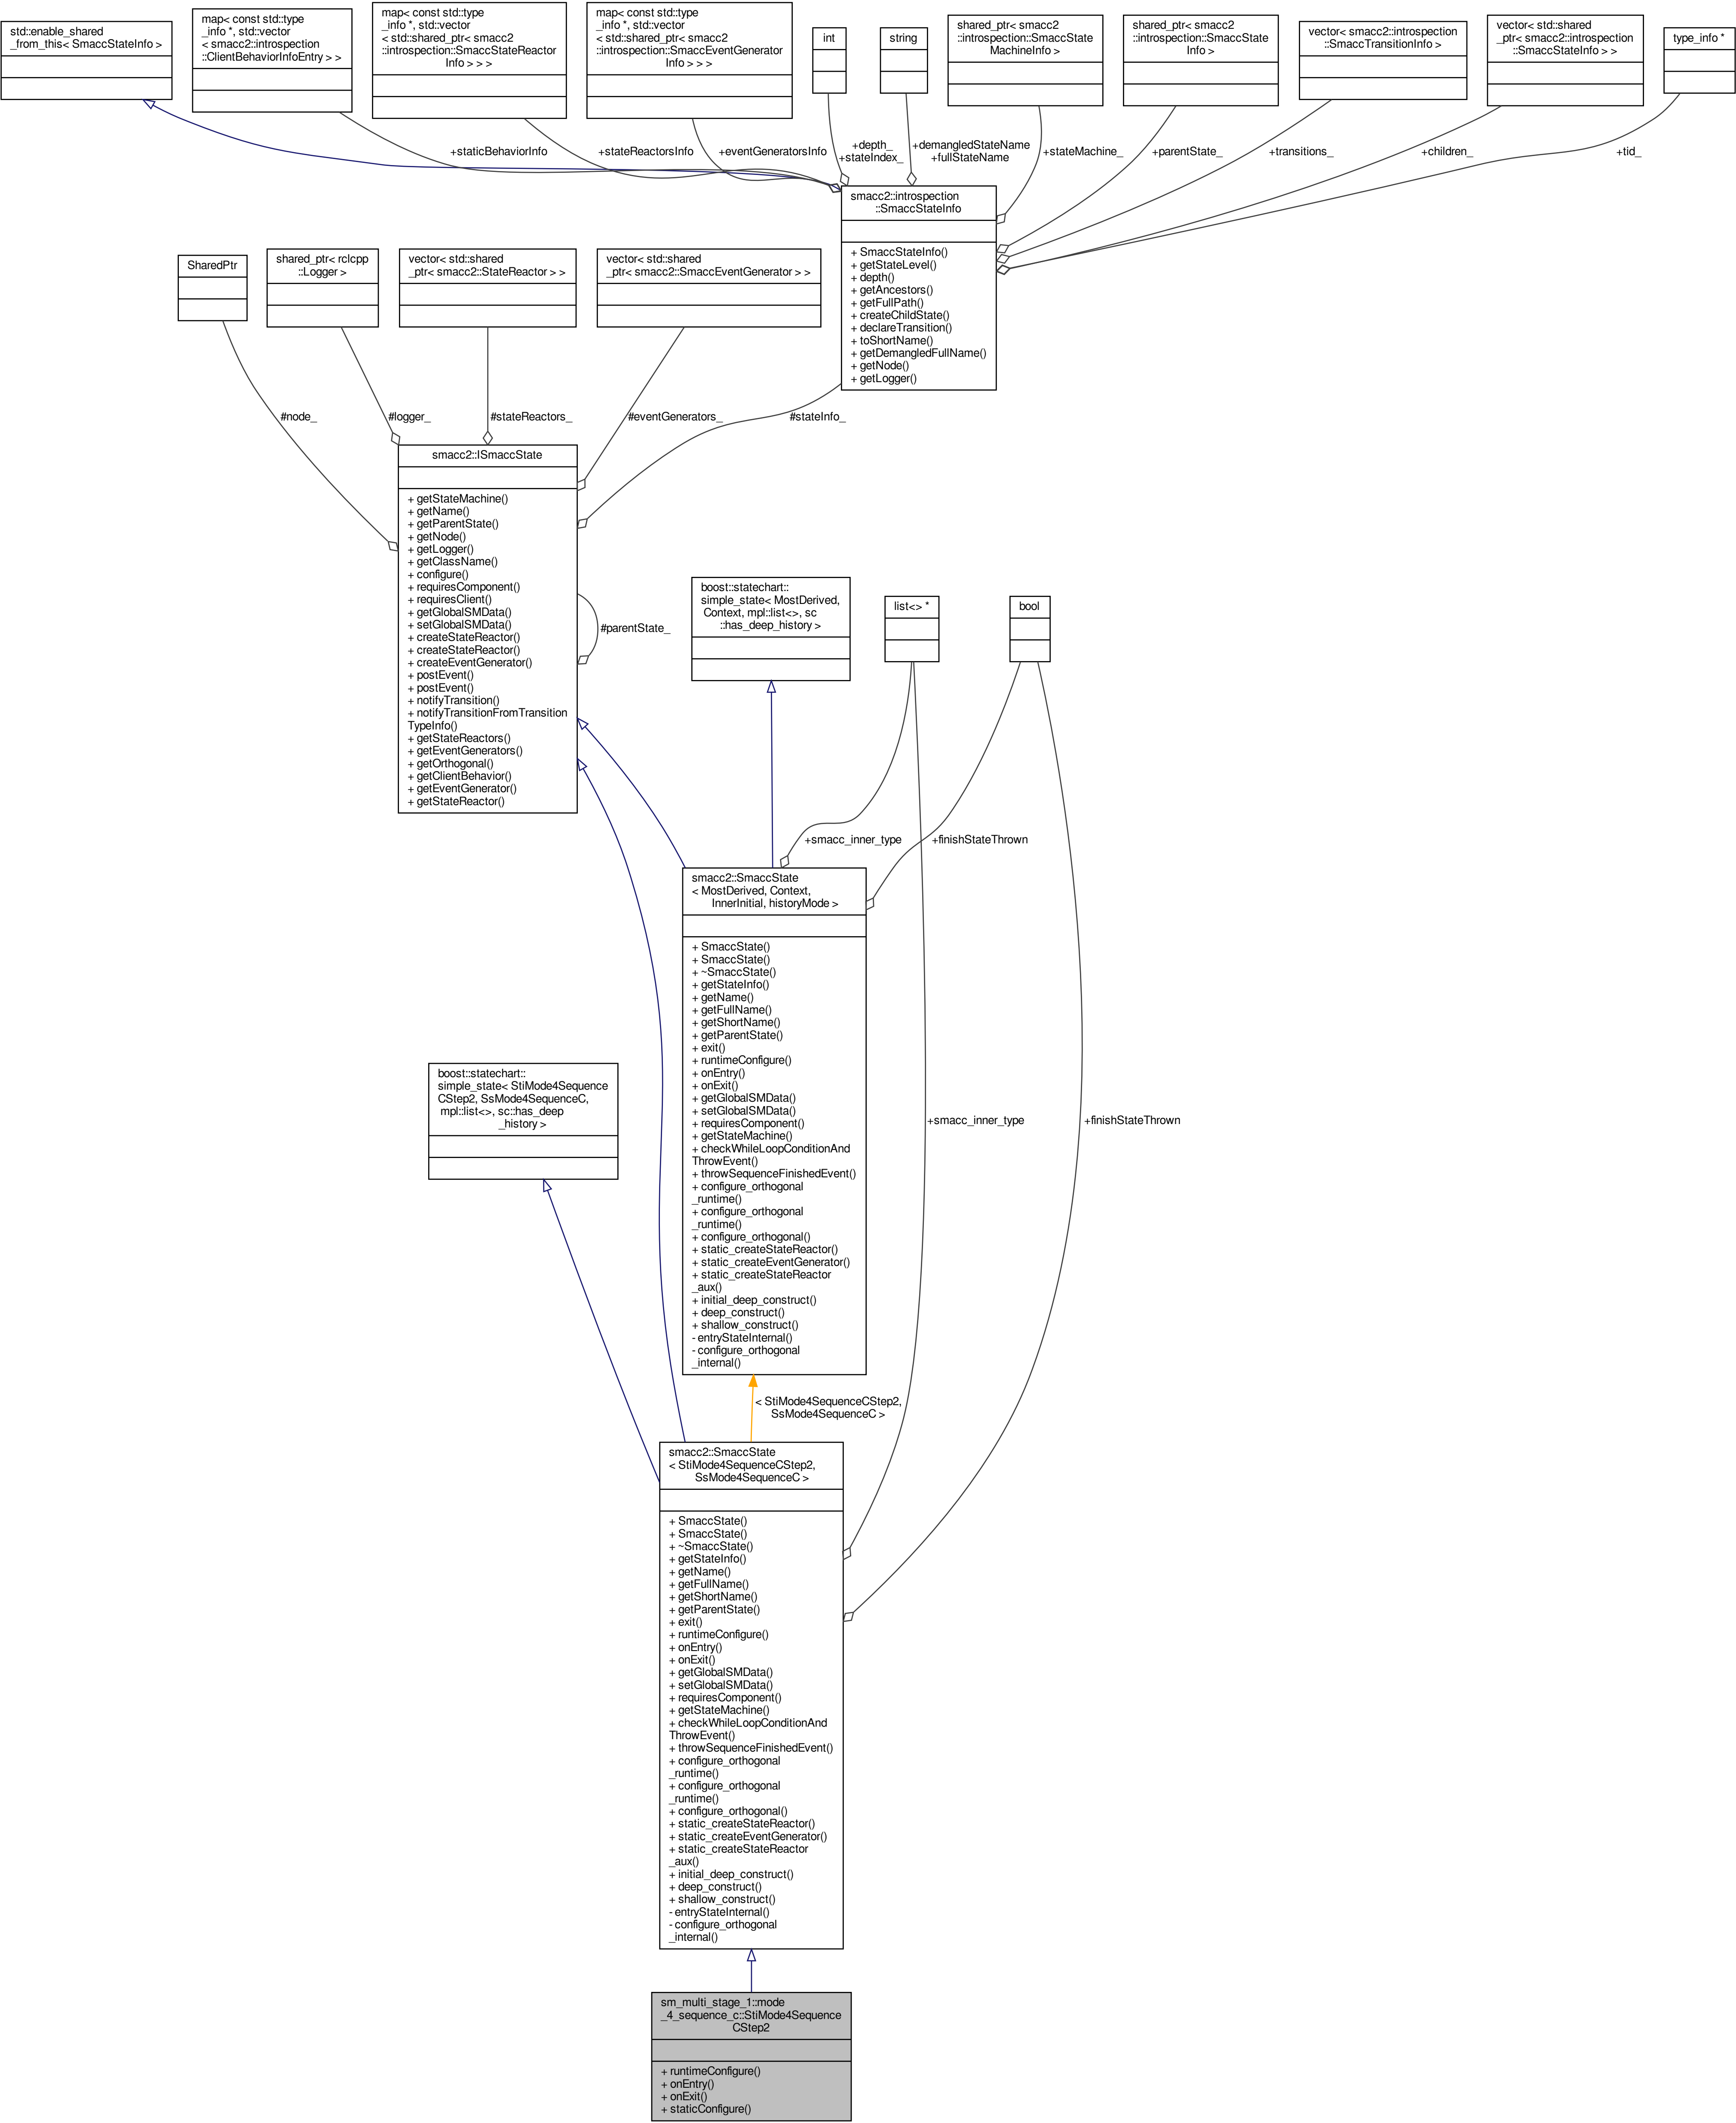 std::enable_shared
_from_this< SmaccStateInfo >
map< const std::type
_info *, std::vector
< smacc2::introspection
::ClientBehaviorInfoEntry > >
map< const std::type
_info *, std::vector
< std::shared_ptr< smacc2
::introspection::SmaccStateReactor
Info > > >
map< const std::type
_info *, std::vector
< std::shared_ptr< smacc2
::introspection::SmaccEventGenerator
Info > > >
int
string
shared_ptr< smacc2
::introspection::SmaccState
MachineInfo >
shared_ptr< smacc2
::introspection::SmaccState
Info >
vector< smacc2::introspection
::SmaccTransitionInfo >
vector< std::shared
_ptr< smacc2::introspection
::SmaccStateInfo > >
type_info *
+staticBehaviorInfo
+stateReactorsInfo
+eventGeneratorsInfo
+depth_
+stateIndex_
+demangledStateName
+fullStateName
+stateMachine_
+parentState_
+transitions_
+children_
+tid_
smacc2::introspection
::SmaccStateInfo
+ SmaccStateInfo()
+ getStateLevel()
+ depth()
+ getAncestors()
+ getFullPath()
+ createChildState()
+ declareTransition()
+ toShortName()
+ getDemangledFullName()
+ getNode()
+ getLogger()
SharedPtr
shared_ptr< rclcpp
::Logger >
vector< std::shared
_ptr< smacc2::StateReactor > >
vector< std::shared
_ptr< smacc2::SmaccEventGenerator > >
#node_
#logger_
#stateReactors_
#eventGenerators_
#stateInfo_
smacc2::ISmaccState
+ getStateMachine()
+ getName()
+ getParentState()
+ getNode()
+ getLogger()
+ getClassName()
+ configure()
+ requiresComponent()
+ requiresClient()
+ getGlobalSMData()
+ setGlobalSMData()
+ createStateReactor()
+ createStateReactor()
+ createEventGenerator()
+ postEvent()
+ postEvent()
+ notifyTransition()
+ notifyTransitionFromTransition
TypeInfo()
+ getStateReactors()
+ getEventGenerators()
+ getOrthogonal()
+ getClientBehavior()
+ getEventGenerator()
+ getStateReactor()
#parentState_
boost::statechart::
simple_state< MostDerived,
Context, mpl::list<>, sc
::has_deep_history >
list<> *
bool
+smacc_inner_type
+finishStateThrown
smacc2::SmaccState
< MostDerived, Context,
InnerInitial, historyMode >
+ SmaccState()
+ SmaccState()
+ ~SmaccState()
+ getStateInfo()
+ getName()
+ getFullName()
+ getShortName()
+ getParentState()
+ exit()
+ runtimeConfigure()
+ onEntry()
+ onExit()
+ getGlobalSMData()
+ setGlobalSMData()
+ requiresComponent()
+ getStateMachine()
+ checkWhileLoopConditionAnd
ThrowEvent()
+ throwSequenceFinishedEvent()
+ configure_orthogonal
_runtime()
+ configure_orthogonal
_runtime()
+ configure_orthogonal()
+ static_createStateReactor()
+ static_createEventGenerator()
+ static_createStateReactor
_aux()
+ initial_deep_construct()
+ deep_construct()
+ shallow_construct()
- entryStateInternal()
- configure_orthogonal
_internal()
boost::statechart::
simple_state< StiMode4Sequence
CStep2, SsMode4SequenceC,
mpl::list<>, sc::has_deep
_history >
+smacc_inner_type
+finishStateThrown
< StiMode4SequenceCStep2,
SsMode4SequenceC >
smacc2::SmaccState
< StiMode4SequenceCStep2,
SsMode4SequenceC >
+ SmaccState()
+ SmaccState()
+ ~SmaccState()
+ getStateInfo()
+ getName()
+ getFullName()
+ getShortName()
+ getParentState()
+ exit()
+ runtimeConfigure()
+ onEntry()
+ onExit()
+ getGlobalSMData()
+ setGlobalSMData()
+ requiresComponent()
+ getStateMachine()
+ checkWhileLoopConditionAnd
ThrowEvent()
+ throwSequenceFinishedEvent()
+ configure_orthogonal
_runtime()
+ configure_orthogonal
_runtime()
+ configure_orthogonal()
+ static_createStateReactor()
+ static_createEventGenerator()
+ static_createStateReactor
_aux()
+ initial_deep_construct()
+ deep_construct()
+ shallow_construct()
- entryStateInternal()
- configure_orthogonal
_internal()
sm_multi_stage_1::mode
_4_sequence_c::StiMode4Sequence
CStep2
+ runtimeConfigure()
+ onEntry()
+ onExit()
+ staticConfigure()